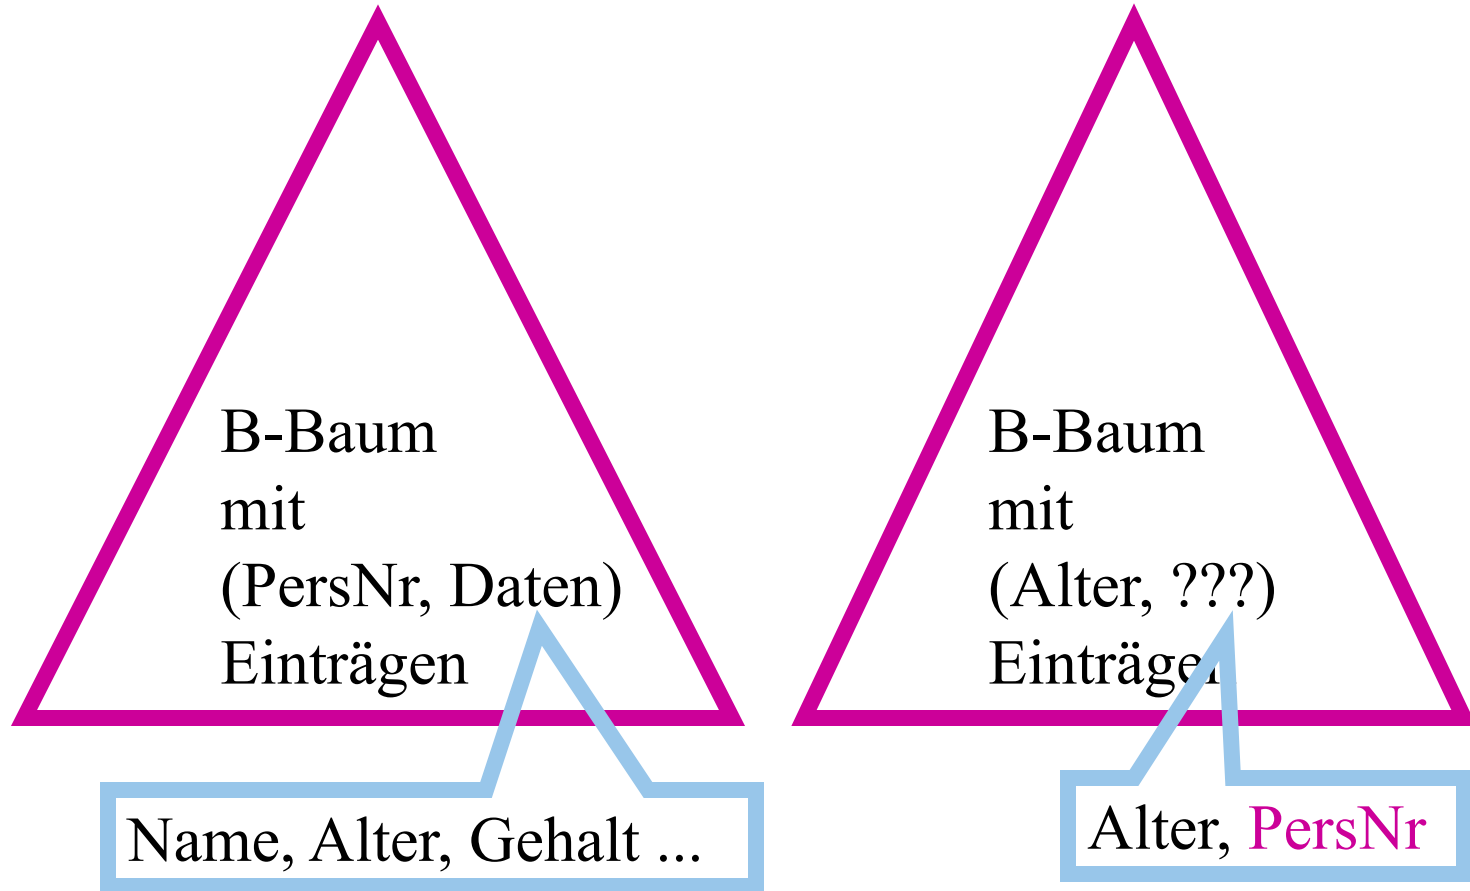 B-Baum
mit
(PersNr, Daten)
Einträgen
Name, Alter, Gehalt ...
B-Baum
mit
(Alter, ???)
Einträgen
Alter, PersNr